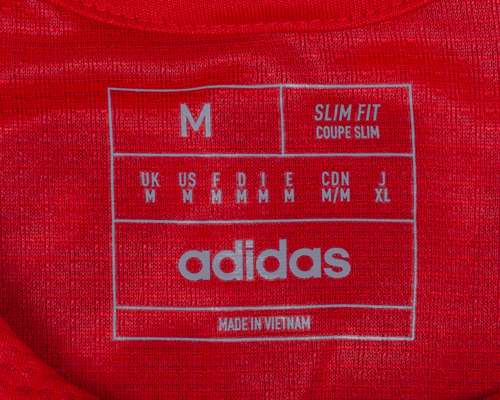 M
SLIM FIT
COUPE SLIM
UK US F D I E CDN J
M M M M M M M/M XL
adidas
MADE IN VIETNAM